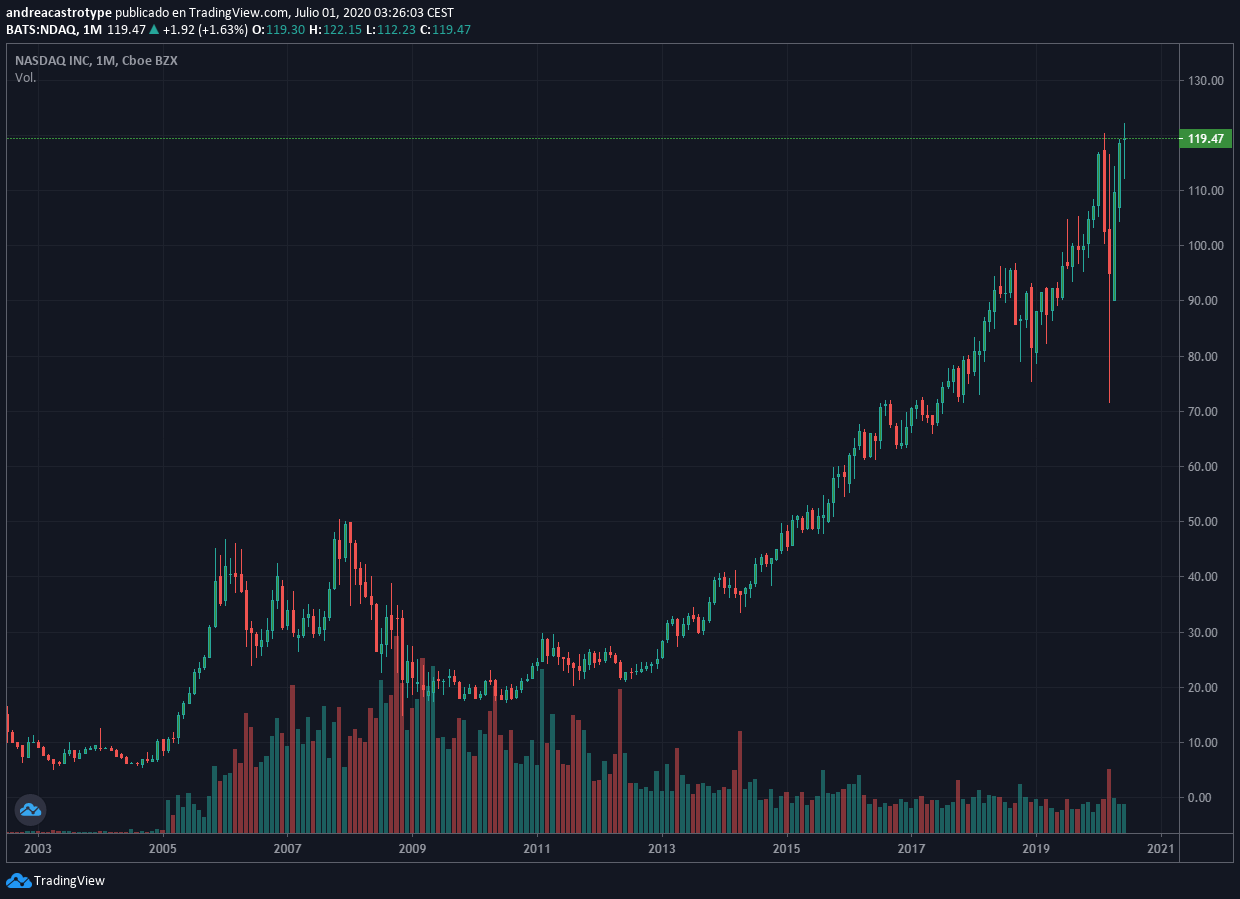 andreacastrotype publicado en TradingView.com, Julio 01, 2020 03:26:03 CEST
BATS:NDAQ, 1M 119.47 ▲ +1.92 (+1.63%) O:119.30 H:122.15 L:112.23 C:119.47
NASDAQ INC, 1M, Cboe BZX
Vol.
130.00
119.47
110.00
100.00
90.00
80.00
70.00
60.00
50.00
40.00
30.00
20.00
10.00
0.00
2003 2005 2007 2009 2011 2013 2015 2017 2019 2021
TradingView